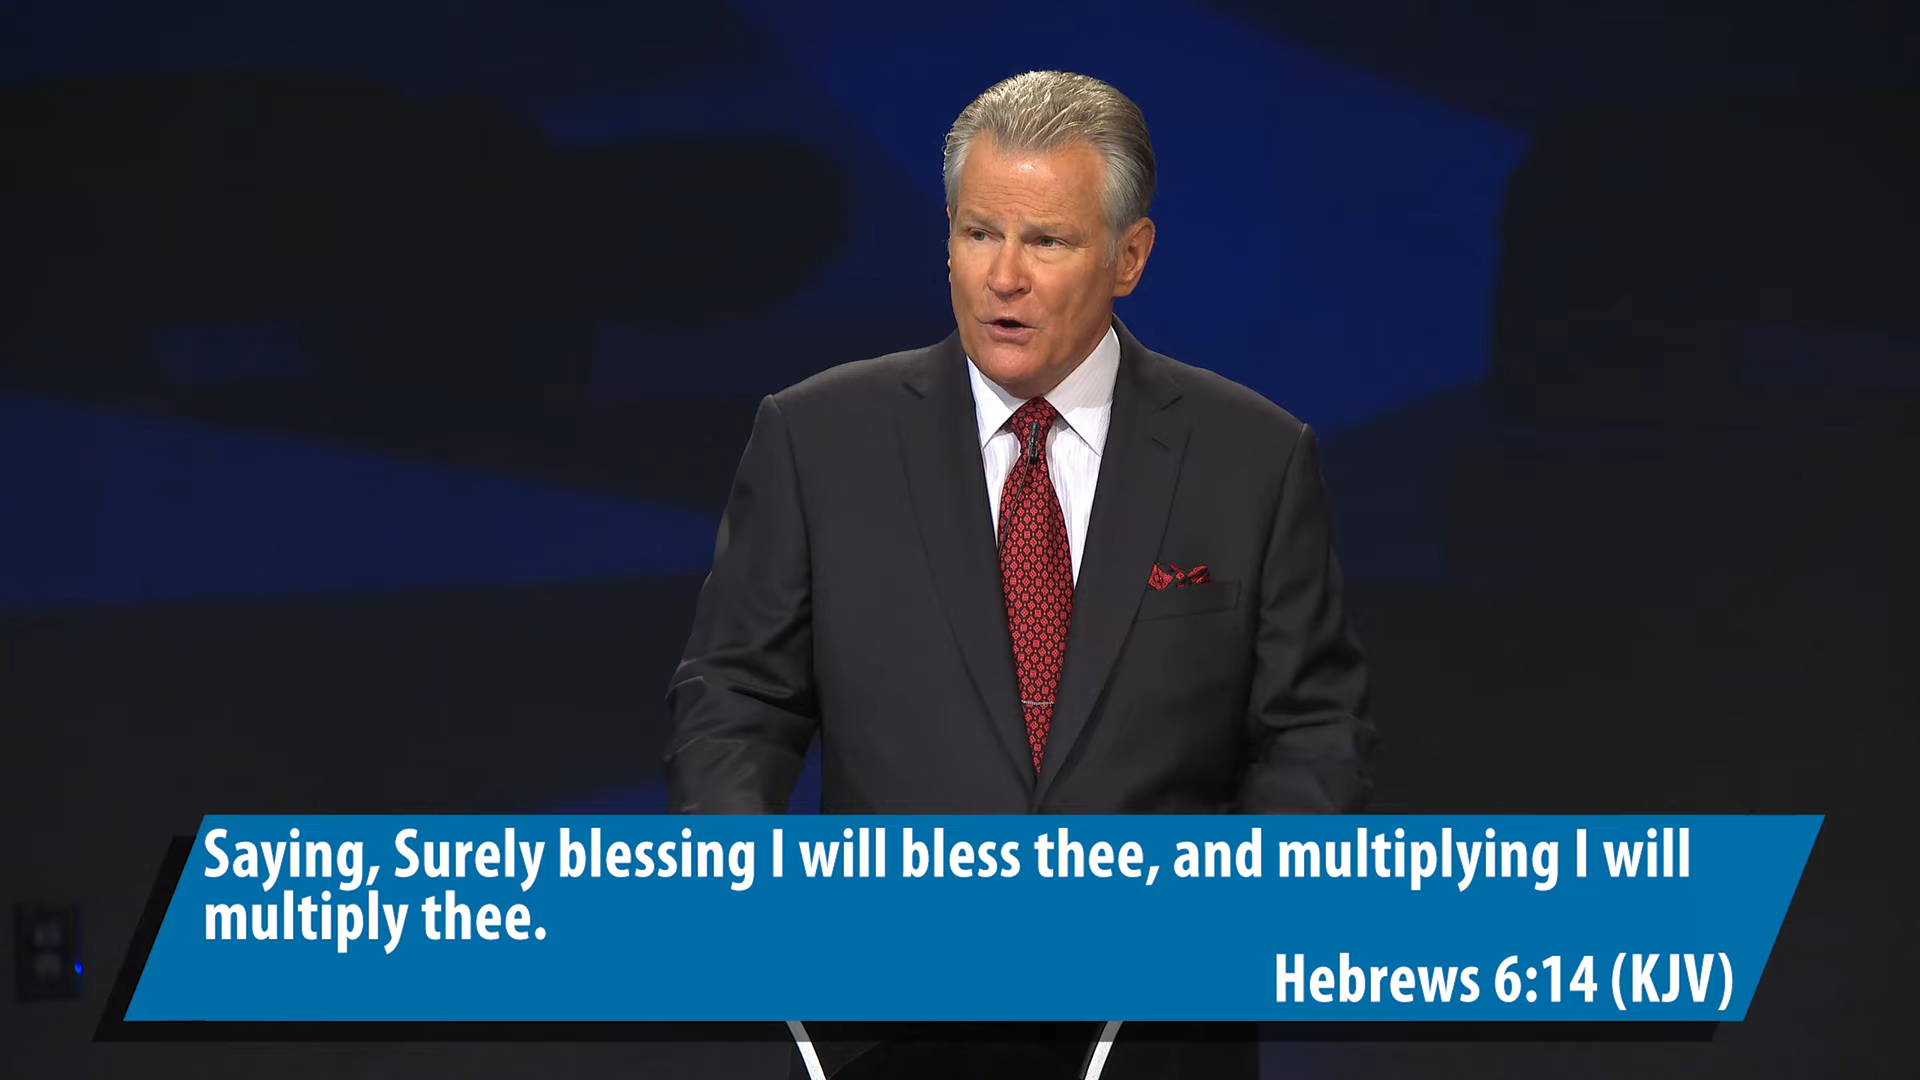 Saying, Surely blessing I will bless thee, and multiplying I will
multiply thee.
Hebrews 6:14 (KJV)